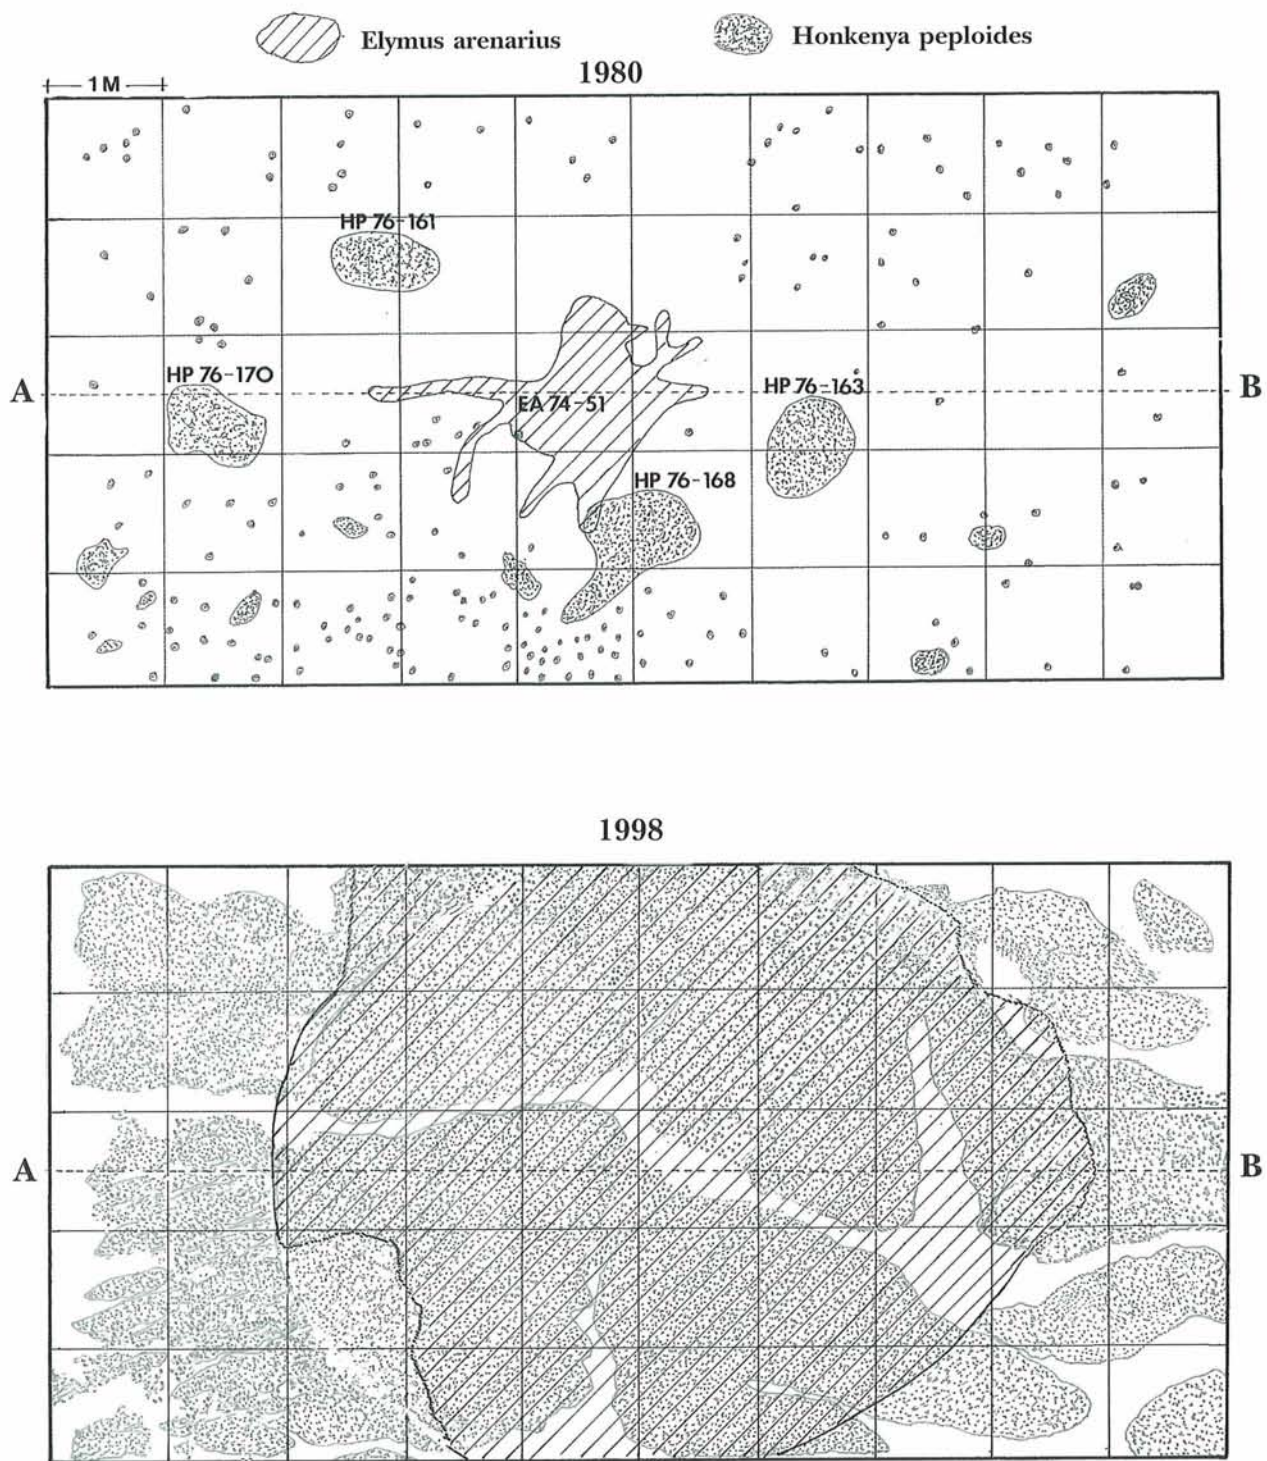 Elymus arenarius
Honkenya peploides
1M
1980
HP 76-161
HP 76-170
A
EA 74-51
HP 76-163
B
HP 76-168
1998
A
B